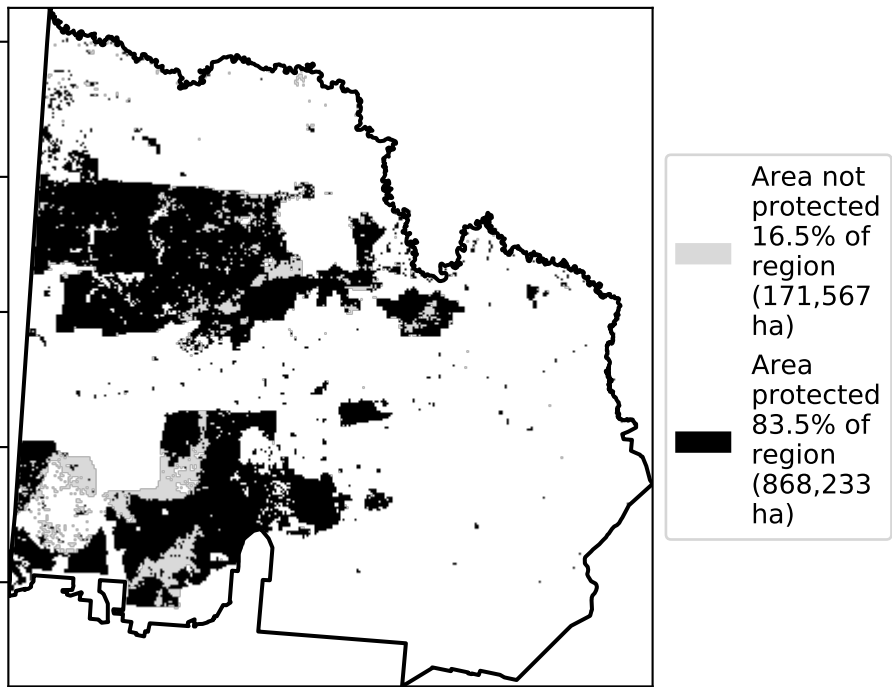 Area not
protected
16.5% of
region
(171,567
ha)
Area
protected
83.5% of
region
(868,233
ha)